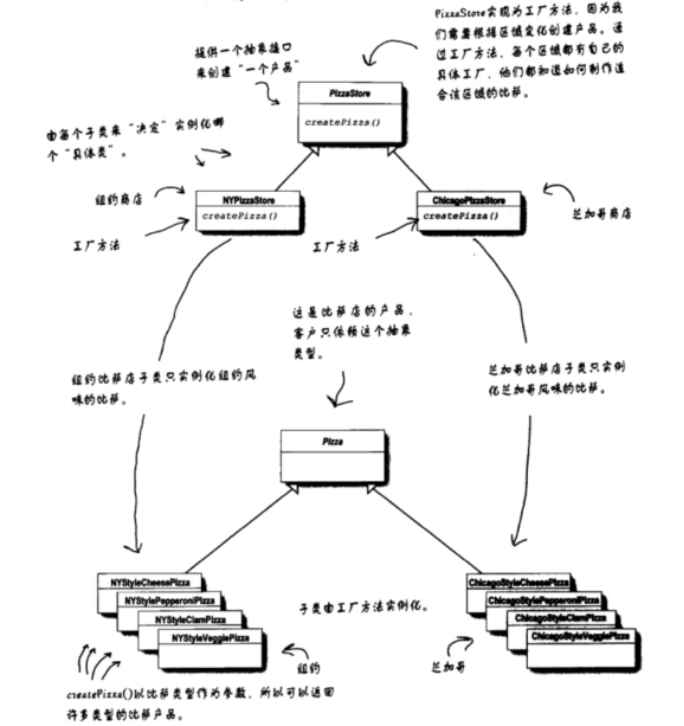 PizzaStore实现为工厂方法，因为我
们需要根据区域变化创建产品。通
过工厂方法，每个区域都有自己的
具体工厂，他们都知道如何制作适
合该区域的比萨。
提供一个抽象接口
来创建“一个产品”
PizzaStore
createPizza()
由每个子类来“决定”实例化哪
个“具体类”。
纽约商店
NYPizzaStore
createPizza()
工厂方法
ChicagoPizzaStore
createPizza()
工厂方法
芝加哥商店
这是比萨店的产品，
客户只依赖这个抽象
类型。
纽约比萨店子类只实例化纽约风
味的比萨。
芝加哥比萨店子类只实例
化芝加哥风味的比萨。
Pizza
NYStyleCheesePizza
NYStylePepperoniPizza
NYStyleClamPizza
NYStyleVeggiePizza
纽约
子类由工厂方法实例化。
ChicagoStyleCheesePizza
ChicagoStylePepperoniPizza
ChicagoStyleClamPizza
ChicagoStyleVeggiePizza
芝加哥
createPizza()以比萨类型作为参数，所以可以返回
许多类型的比萨产品。